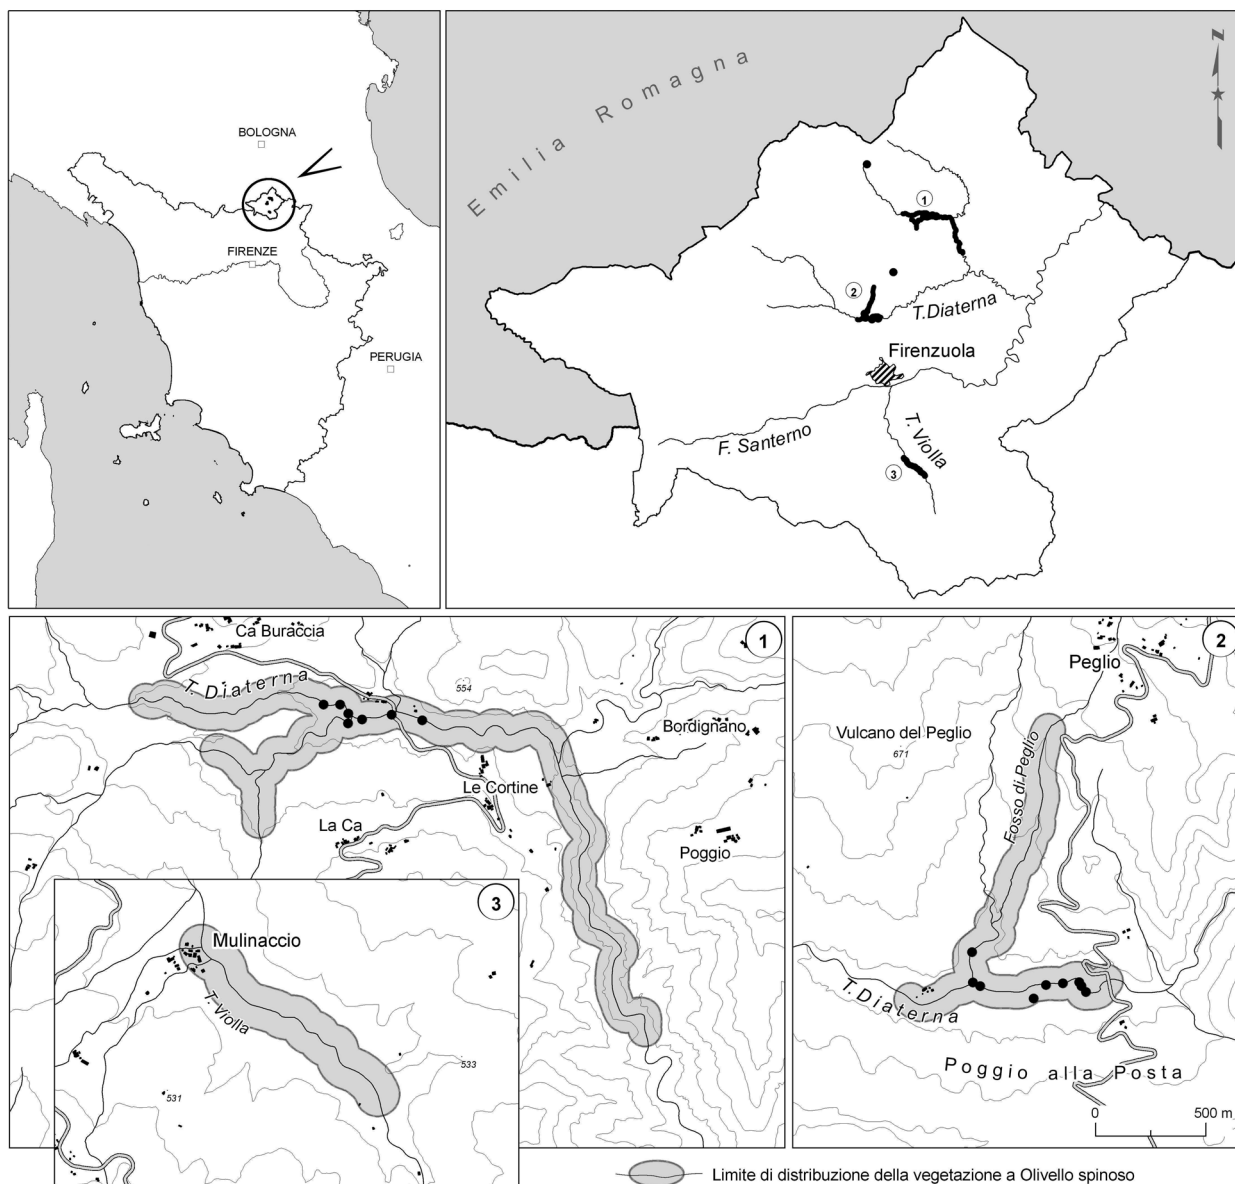 BOLOGNA
FIRENZE
PERUGIA
Emilia Romagna
N
1
2
T.Diaterna
Firenzuola
F. Santerno
T. Violla
3
1
Ca Buraccia
T. Diaterna
554
Bordignano
Le Cortine
La Ca
Poggio
3
Mulinaccio
T. Violla
533
531
2
Peglio
Vulcano del Peglio
671
Fosso di Peglio
T. Diaterna
Poggio alla Posta
0 500 m
Limite di distribuzione della vegetazione a Olivello spinoso